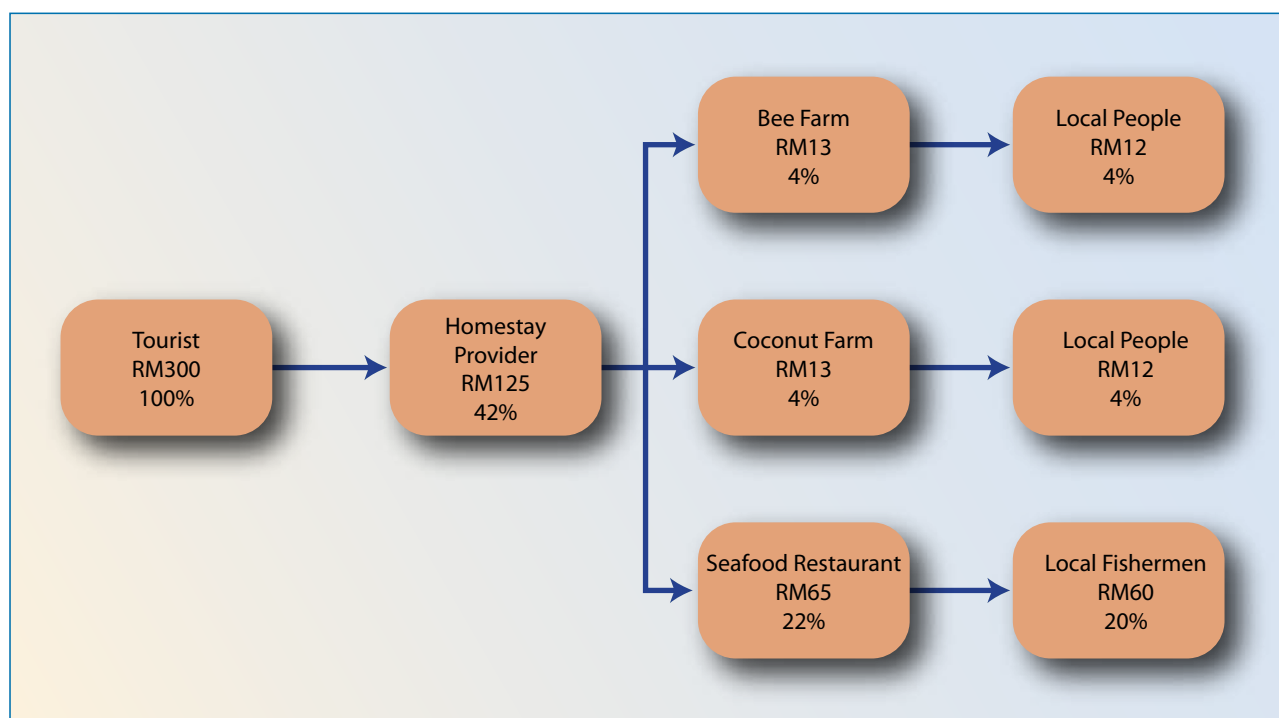 Tourist
RM300
100%
Homestay
Provider
RM125
42%
Bee Farm
RM13
4%
Local People
RM12
4%
Coconut Farm
RM13
4%
Local People
RM12
4%
Seafood Restaurant
RM65
22%
Local Fishermen
RM60
20%